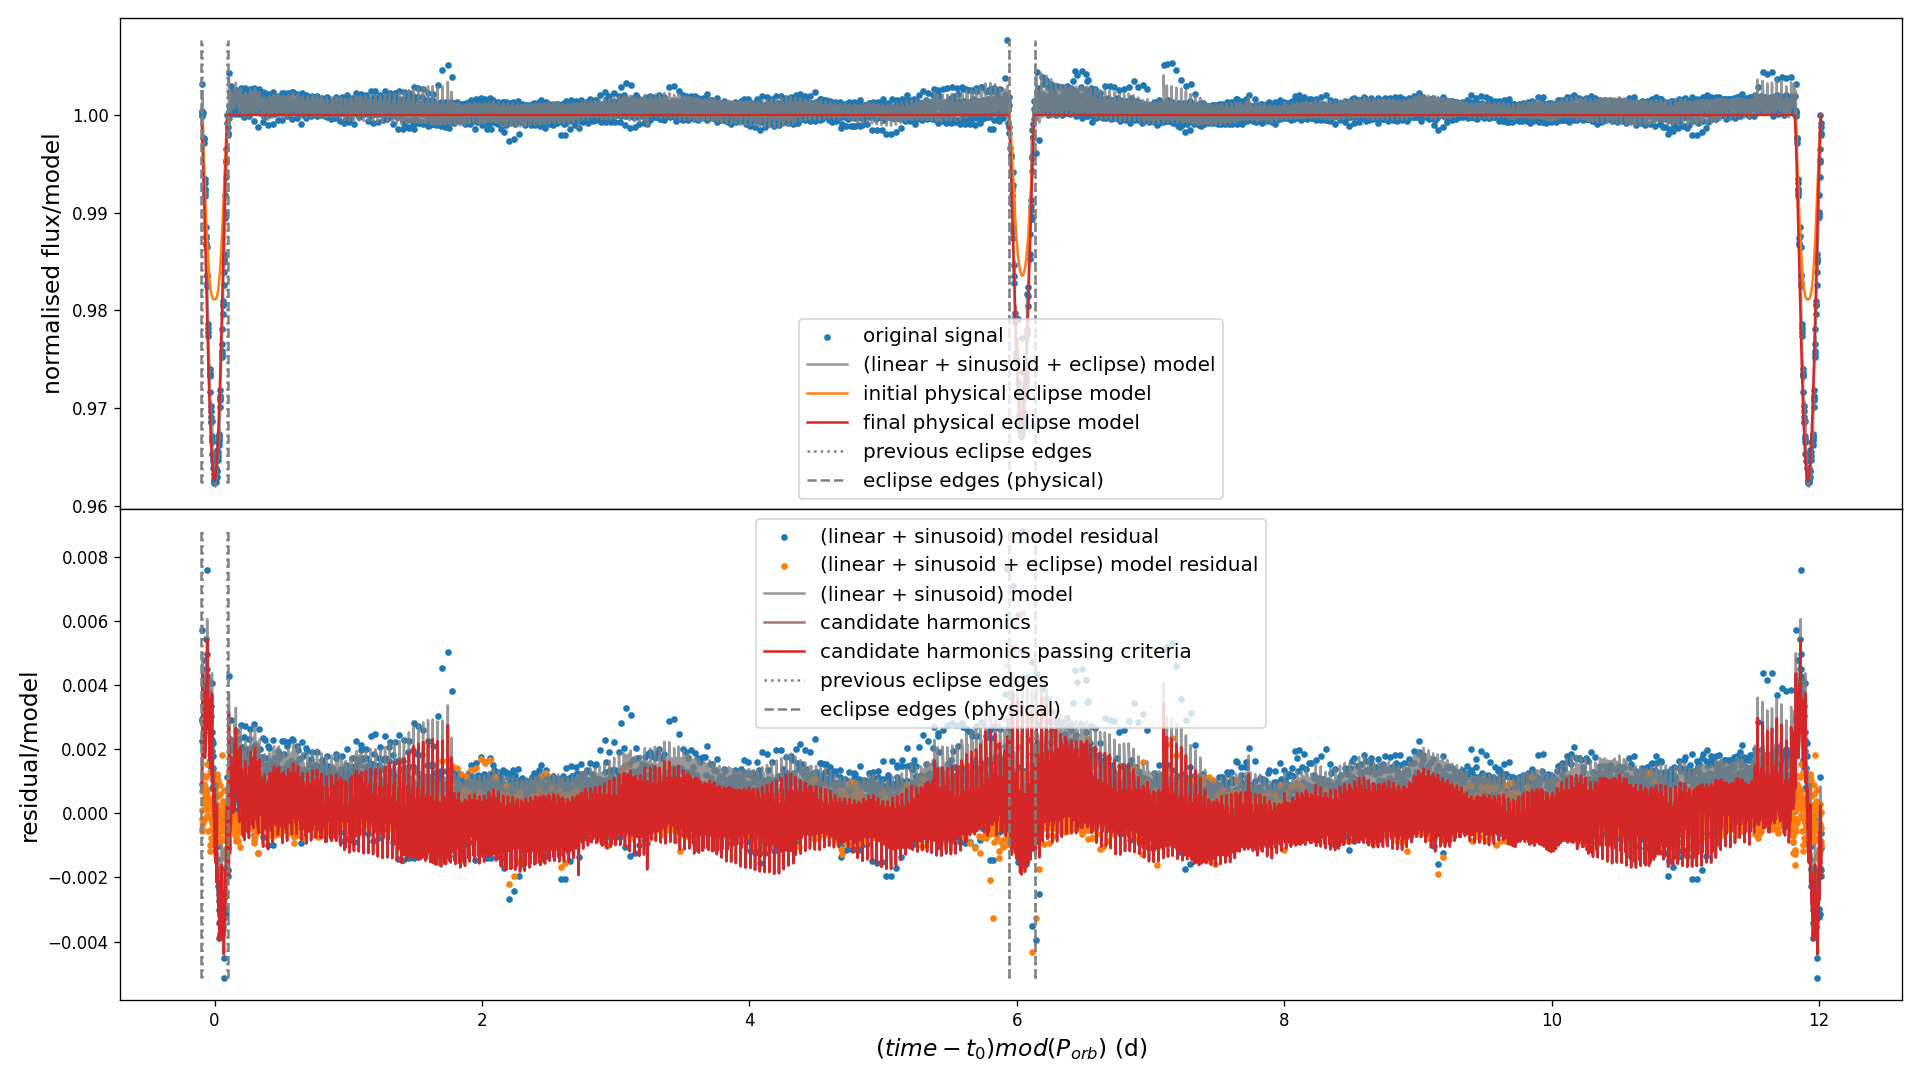 normalised flux/model
1.00
0.99
0.98
0.97
0.96
original signal
(linear + sinusoid + eclipse) model
initial physical eclipse model
final physical eclipse model
previous eclipse edges
eclipse edges (physical)
residual/model
0.008
0.006
0.004
0.002
0.000
−0.002
−0.004
(linear + sinusoid) model residual
(linear + sinusoid + eclipse) model residual
(linear + sinusoid) model
candidate harmonics
candidate harmonics passing criteria
previous eclipse edges
eclipse edges (physical)
0 2 4 6 8 10 12
(time − t₀)mod(Pₒᵣb) (d)